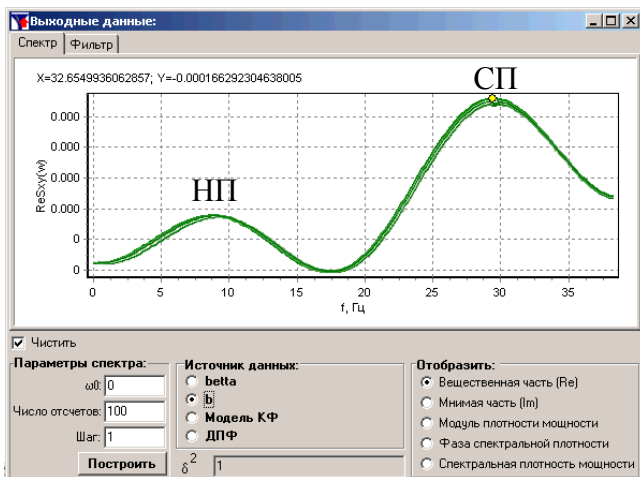 Выходные данные:
Спектр Фильтр
X=32.6549936062857; Y=-0.000166292304638005
СП
НП
0.000
0.000
0.000
0.000
0
0
ReSxy(w)
0 5 10 15 20 25 30 35
f, Гц
Чистить
Параметры спектра:
ω0: 0
Число отсчетов: 100
Шаг: 1
Построить
Источник данных:
betta
b
Модель КФ
ДПФ
δ2 1
Отобразить:
Вещественная часть (Re)
Мнимая часть (Im)
Модуль плотности мощности
Фаза спектральной плотности
Спектральная плотность мощности